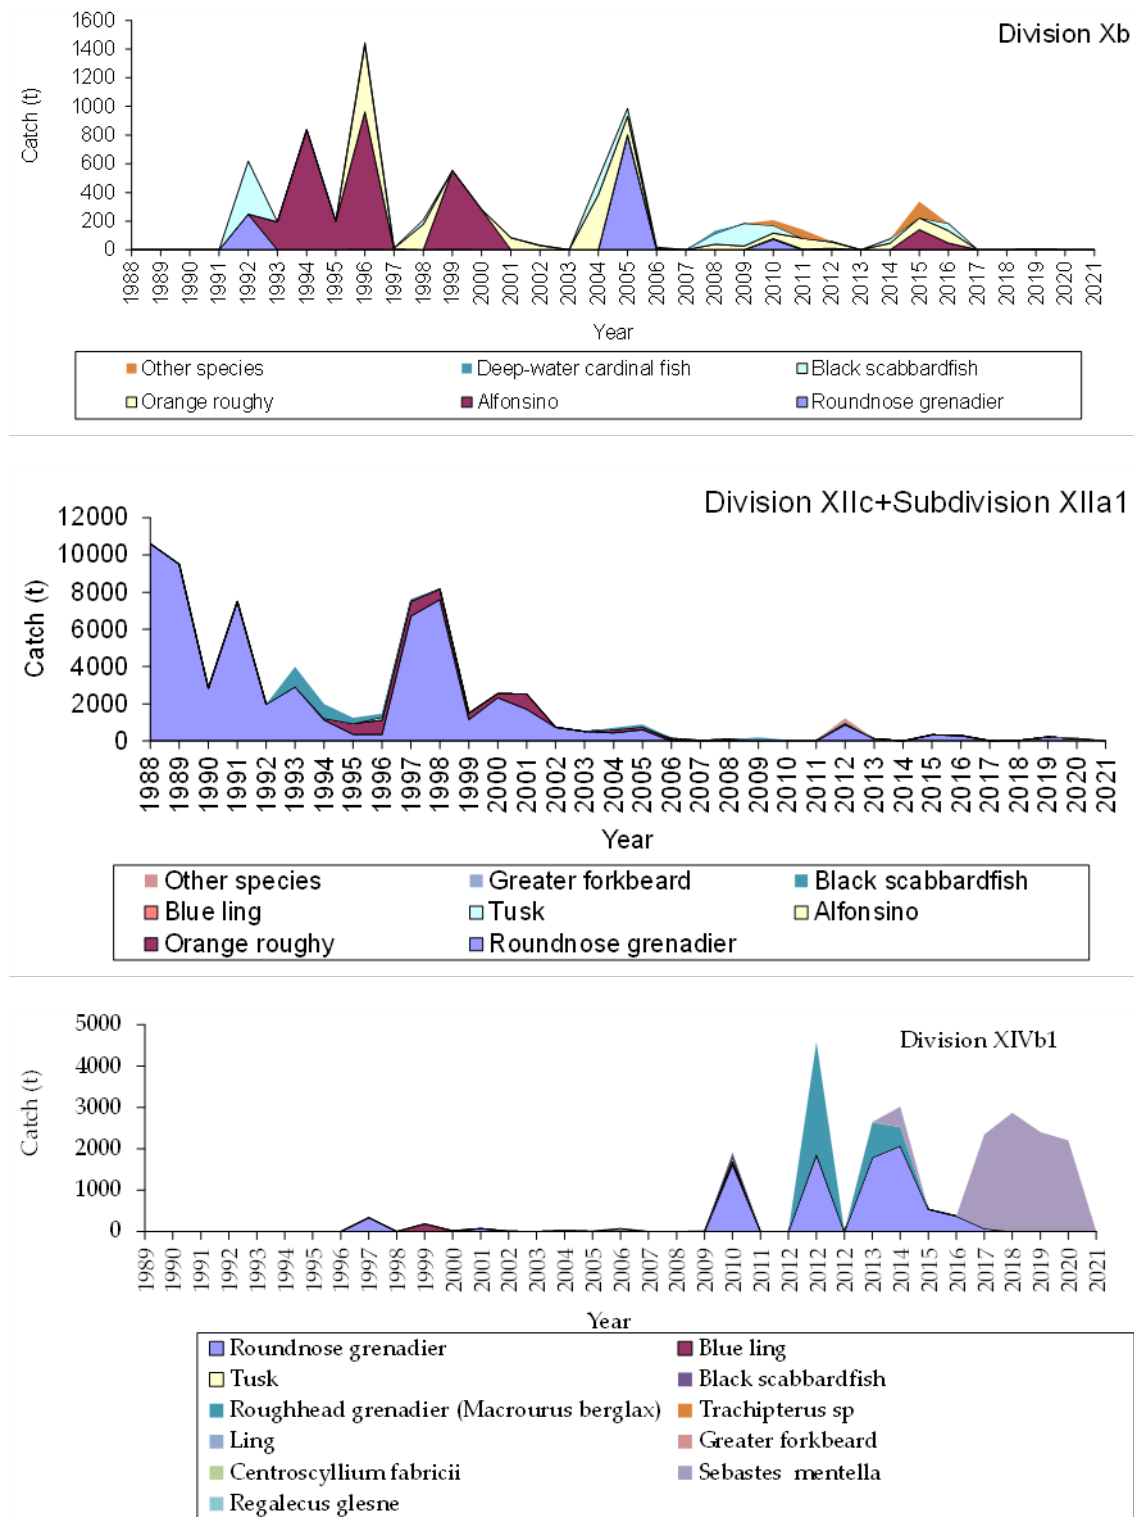 Division Xb
Catch (t)
1600
1400
1200
1000
800
600
400
200
0
1988 1989 1990 1991 1992 1993 1994 1995 1996 1997 1998 1999 2000 2001 2002 2003 2004 2005 2006 2007 2008 2009 2010 2011 2012 2013 2014 2015 2016 2017 2018 2019 2020 2021
Year
Other species Deep-water cardinal fish Black scabbardfish
Orange roughy Alfonsino Roundnose grenadier
Division XIIc+Subdivision XIIa1
Catch (t)
12000
10000
8000
6000
4000
2000
0
1988 1989 1990 1991 1992 1993 1994 1995 1996 1997 1998 1999 2000 2001 2002 2003 2004 2005 2006 2007 2008 2009 2010 2011 2012 2013 2014 2015 2016 2017 2018 2019 2020 2021
Year
Other species Greater forkbeard Black scabbardfish
Blue ling Tusk Alfonsino
Orange roughy Roundnose grenadier
Division XIVb1
Catch (t)
5000
4000
3000
2000
1000
0
1989 1990 1991 1992 1993 1994 1995 1996 1997 1998 1999 2000 2001 2002 2003 2004 2005 2006 2007 2008 2009 2010 2011 2012 2012 2012 2013 2014 2015 2016 2017 2018 2019 2020 2021
Year
Roundnose grenadier Blue ling
Tusk Black scabbardfish
Roughhead grenadier (Macrourus berglax) Trachipterus sp
Ling Greater forkbeard
Centroscyllium fabricii Sebastes mentella
Regalecus glesne